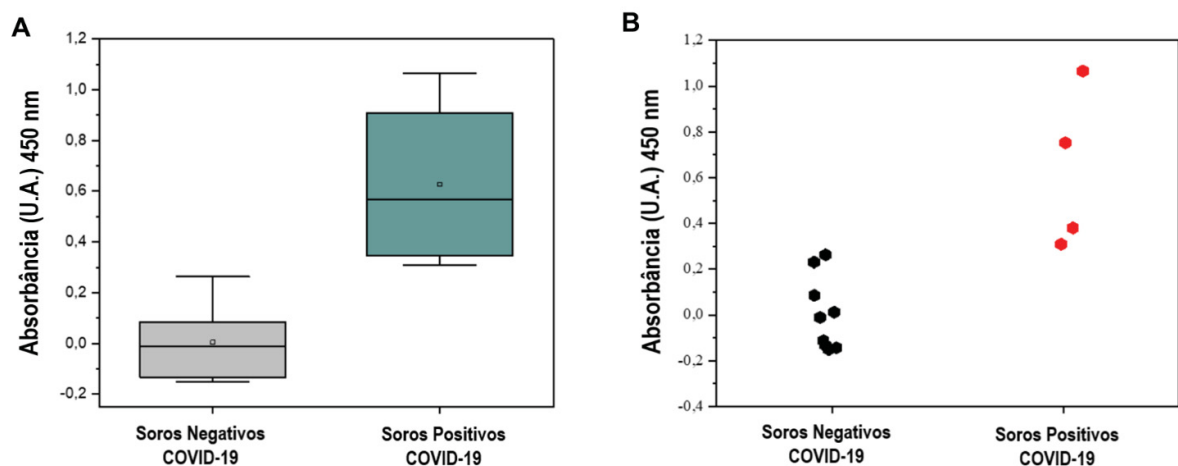 A
Absorbância (U.A.) 450 nm
1,2
1,0
0,8
0,6
0,4
0,2
0,0
-0,2
Soros Negativos
COVID-19
Soros Positivos
COVID-19
B
Absorbância (U.A.) 450 nm
1,2
1,0
0,8
0,6
0,4
0,2
0,0
-0,2
-0,4
Soros Negativos
COVID-19
Soros Positivos
COVID-19